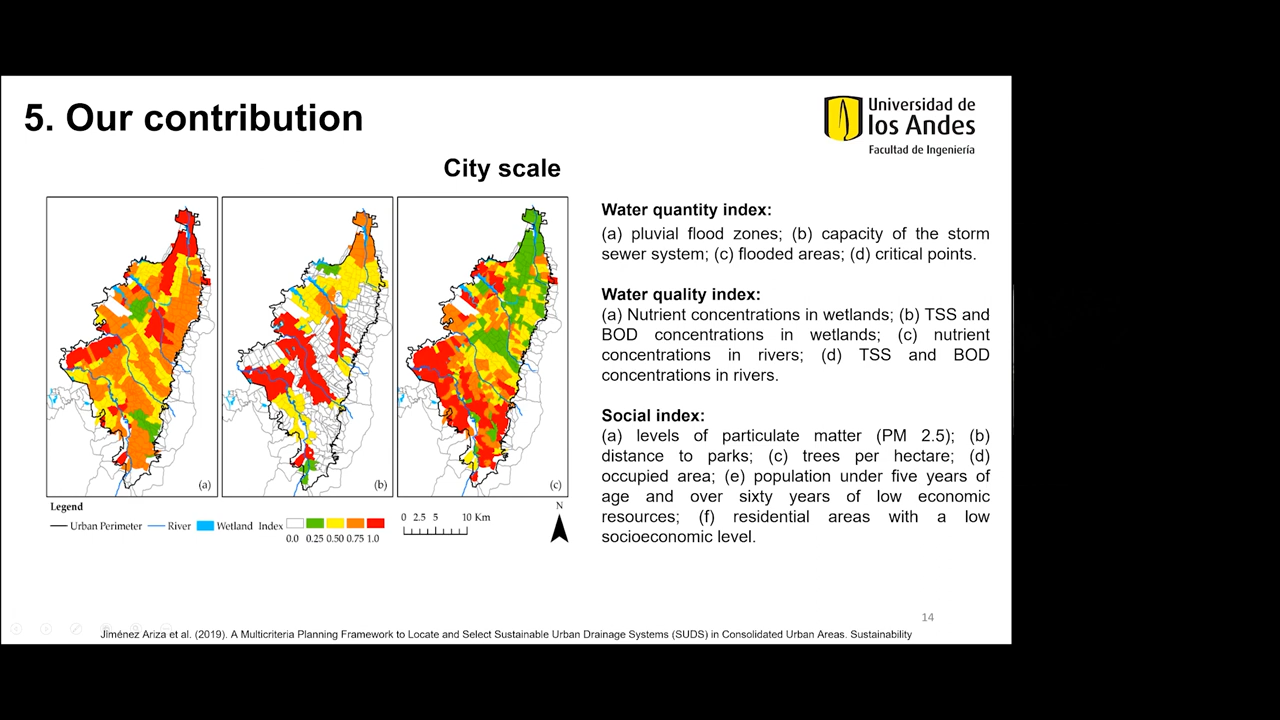 5. Our contribution
Universidad de
los Andes
Facultad de Ingeniería
City scale
(a)
(b)
(c)
Legend
Urban Perimeter
River
Wetland
Index
0.0 0.25 0.50 0.75 1.0
0 2.5 5 10 Km
N
Water quantity index:
(a) pluvial flood zones; (b) capacity of the storm
sewer system; (c) flooded areas; (d) critical points.
Water quality index:
(a) Nutrient concentrations in wetlands; (b) TSS and
BOD concentrations in wetlands; (c) nutrient
concentrations in rivers; (d) TSS and BOD
concentrations in rivers.
Social index:
(a) levels of particulate matter (PM 2.5); (b)
distance to parks; (c) trees per hectare; (d)
occupied area; (e) population under five years of
age and over sixty years of low economic
resources; (f) residential areas with a low
socioeconomic level.
14
Jiménez Ariza et al. (2019). A Multicriteria Planning Framework to Locate and Select Sustainable Urban Drainage Systems (SUDS) in Consolidated Urban Areas. Sustainability